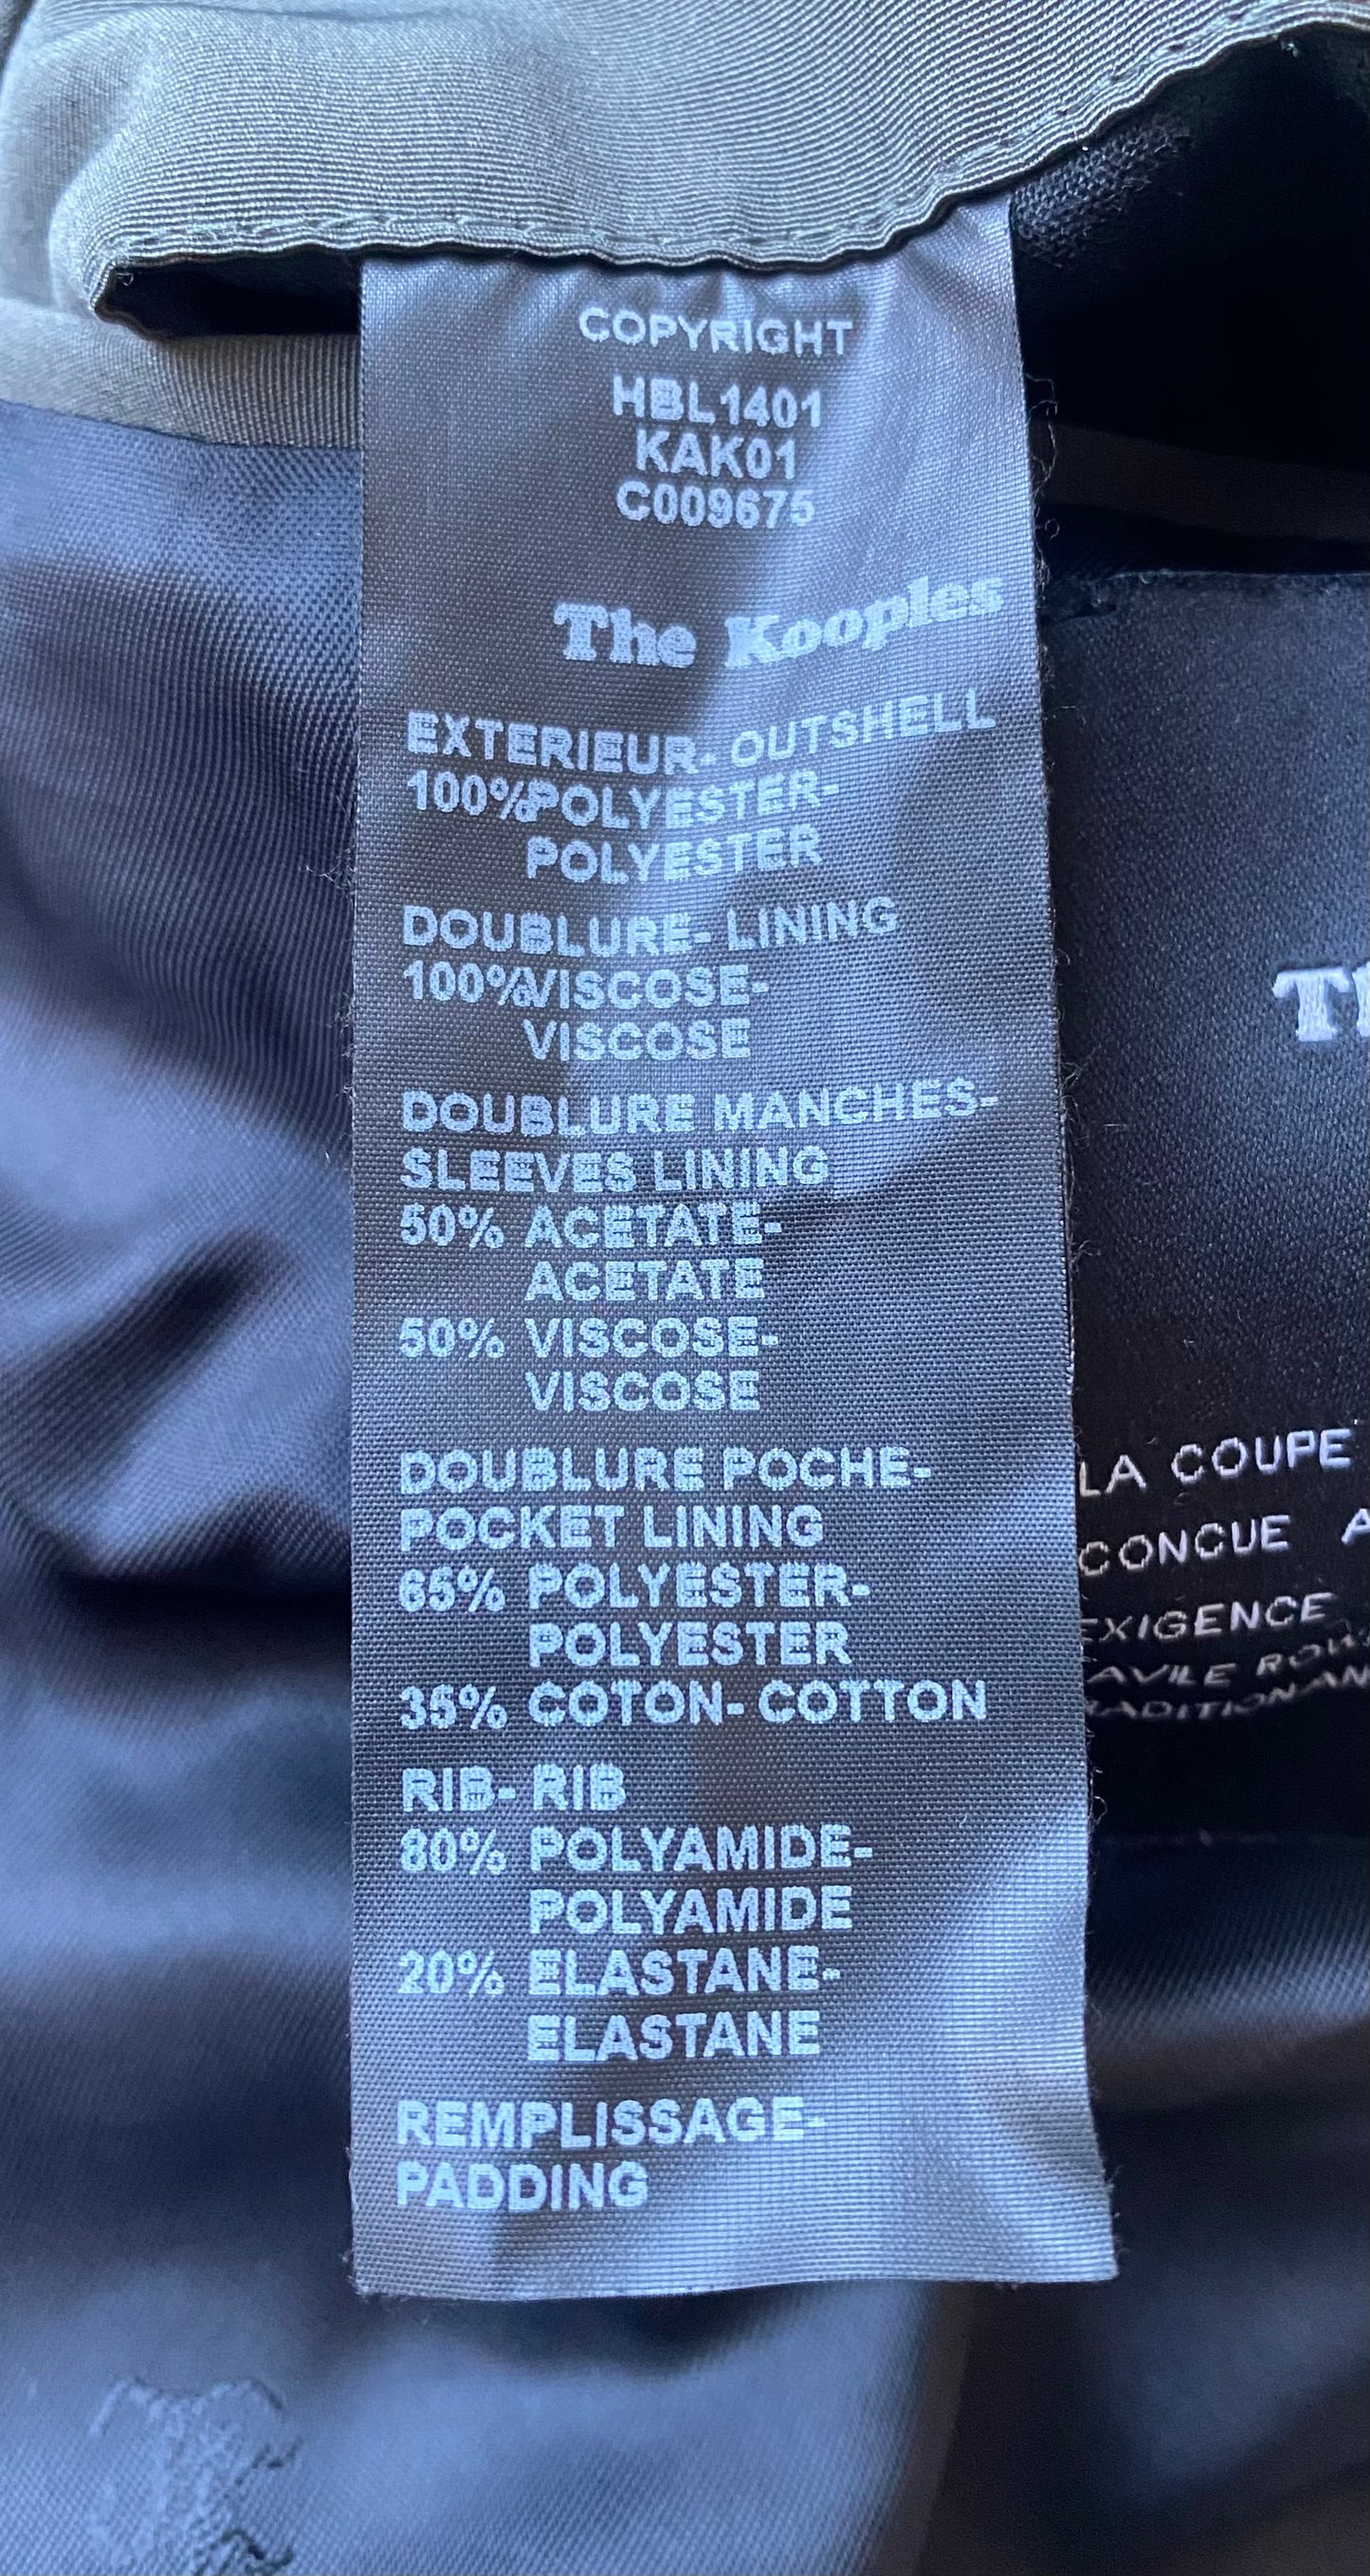 COPYRIGHT
HBL1401
KAK01
C009675
The Kooples
EXTERIEUR- OUTSHELL
100%POLYESTER-
POLYESTER
DOUBLURE- LINING
100%VISCOSE-
VISCOSE
DOUBLURE MANCHES-
SLEEVES LINING
50% ACETATE-
ACETATE
50% VISCOSE-
VISCOSE
DOUBLURE POCHE-
POCKET LINING
65% POLYESTER-
POLYESTER
35% COTON- COTTON
RIB- RIB
80% POLYAMIDE-
POLYAMIDE
20% ELASTANE-
ELASTANE
REMPLISSAGE-
PADDING
LA COUPE
CONCUE
EXIGENCE